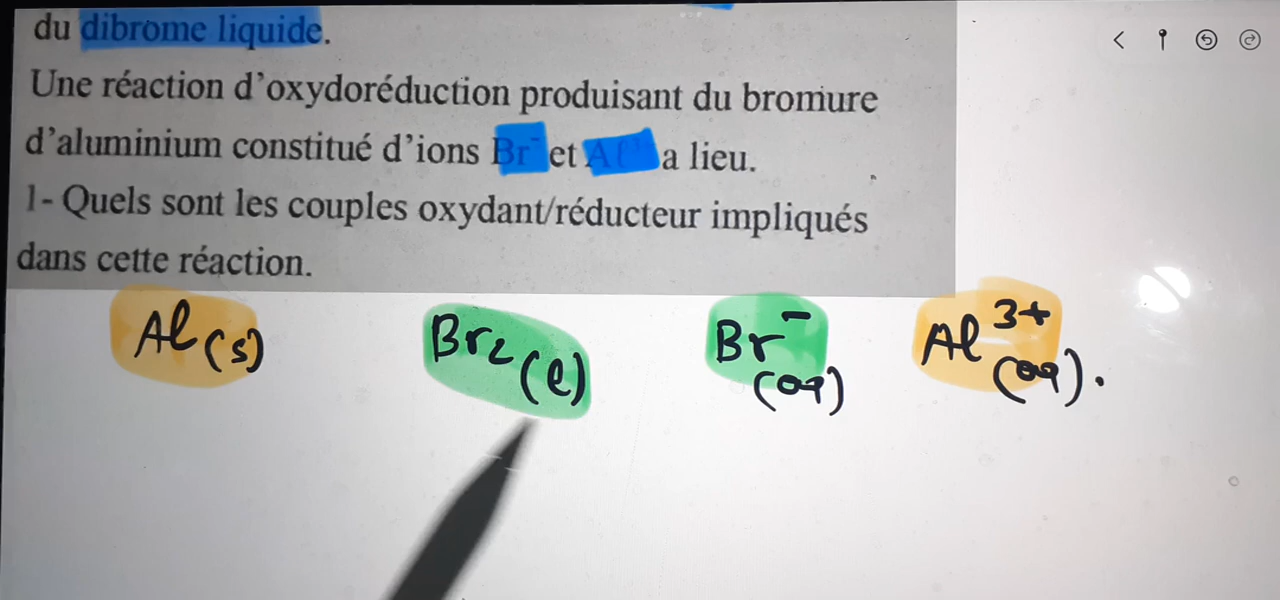 du dibrome liquide.
Une réaction d'oxydoréduction produisant du bromure
d'aluminium constitué d'ions Br⁻ et Al³⁺ a lieu.
1- Quels sont les couples oxydant/réducteur impliqués
dans cette réaction.
Al(s) Br₂(l) Br⁻(aq) Al³⁺(aq).